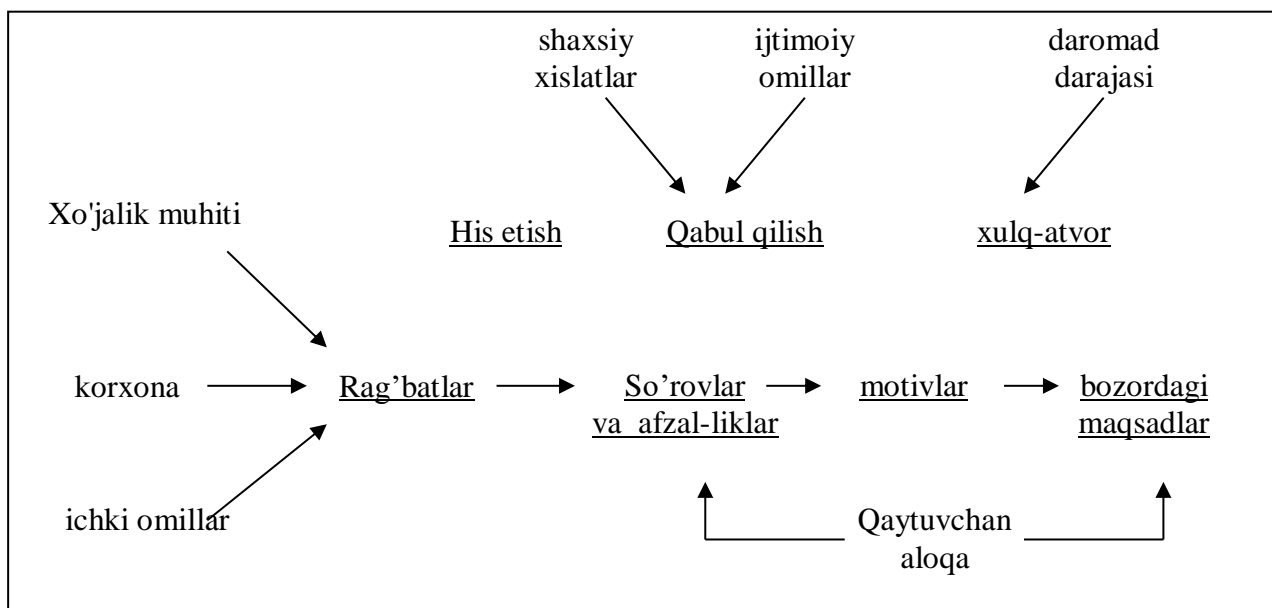 shaxsiy
xislatlar
ijtimoiy
omillar
daromad
darajasi
Xo'jalik muhiti
His etish
Qabul qilish
xulq-atvor
korxona
Rag’batlar
So’rovlar
va afzal-liklar
motivlar
bozordagi
maqsadlar
ichki omillar
Qaytuvchan
aloqa